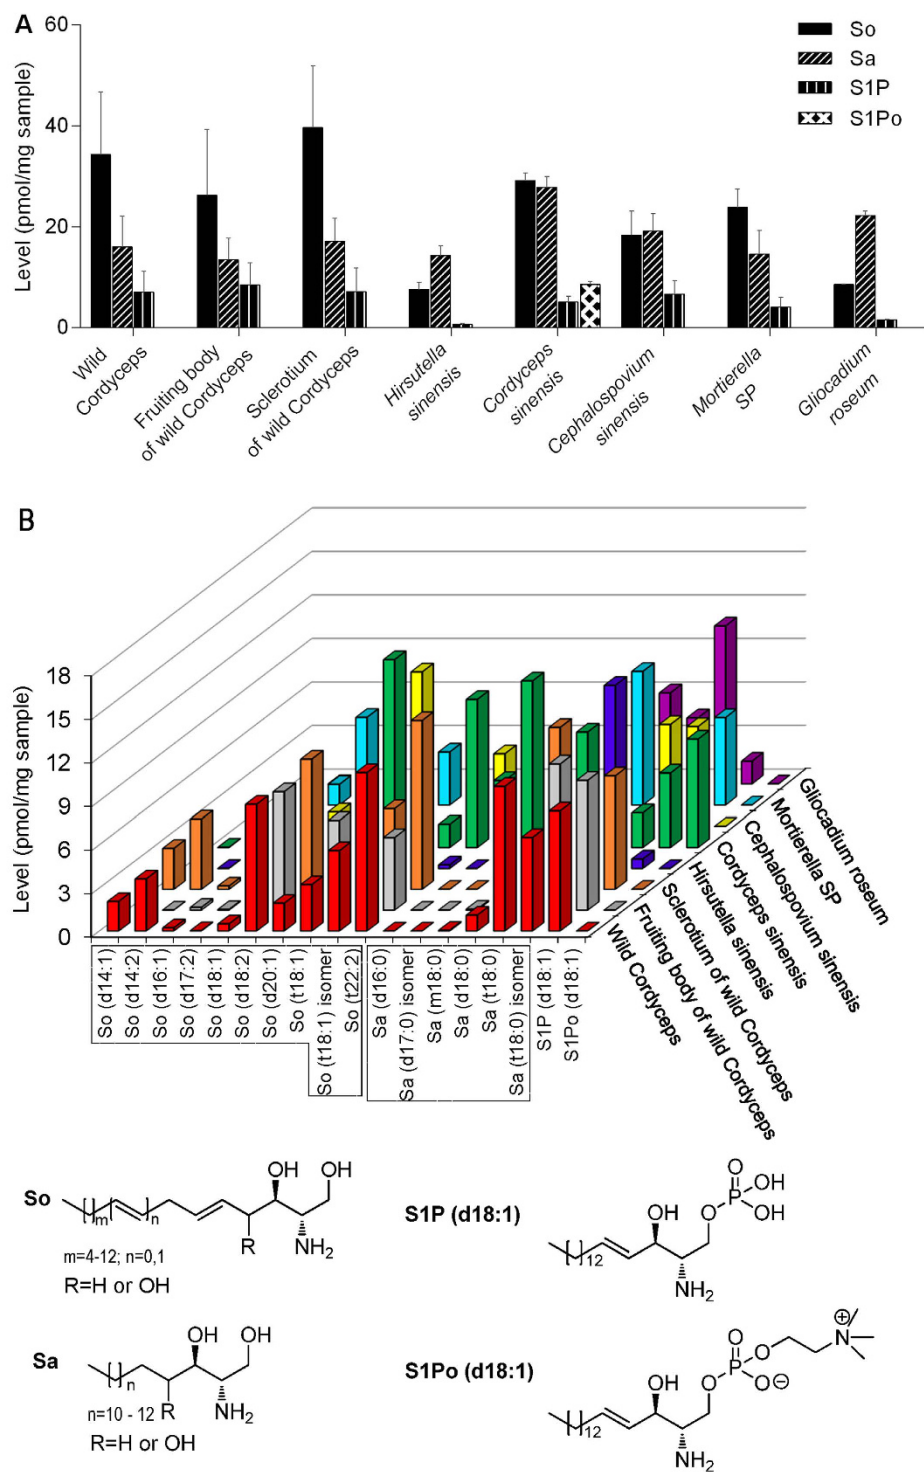 A
60
40
20
0
Level (pmol/mg sample)
So
Sa
S1P
S1Po
Wild
Cordyceps
Fruiting body
of wild Cordyceps
Sclerotium
of wild Cordyceps
Hirsutella
sinensis
Cordyceps
sinensis
Cephalospovium
sinensis
Mortierella
SP
Gliocadium
roseum
B
18
15
12
9
6
3
0
Level (pmol/mg sample)
So (d14:1)
So (d14:2)
So (d16:1)
So (d17:2)
So (d18:1)
So (d18:2)
So (d20:1)
So (t18:1)
So (t18:1) isomer
So (t22:2)
Sa (d16:0)
Sa (d17:0) isomer
Sa (m18:0)
Sa (d18:0)
Sa (t18:0)
Sa (t18:0) isomer
S1P (d18:1)
S1Po (d18:1)
Wild Cordyceps
Fruiting body of wild Cordyceps
Sclerotium of wild Cordyceps
Hirsutella sinensis
Cordyceps sinensis
Cephalospovium sinensis
Mortierella SP
Gliocadium roseum
So
OH OH
m n
R NH2
m=4-12; n=0,1
R=H or OH
S1P (d18:1)
O
P OH
OH O OH
12
NH2
Sa
OH OH
n
R NH2
n=10 - 12
R=H or OH
S1Po (d18:1)
⊕
O N
P O
OH O O ⊖
12
NH2